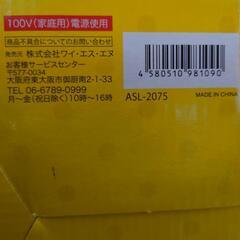 100V(家庭用)電源使用
商品不具合についてのお問い合わせ
発売元 株式会社ワイ・エス・エヌ
お客様サービスセンター
〒577-0034
大阪府東大阪市御厨南2-1-33
TEL 06-6789-0999
月〜金(祝日除く)10時〜16時
4 580510 981090
ASL-2075
MADE IN CHINA